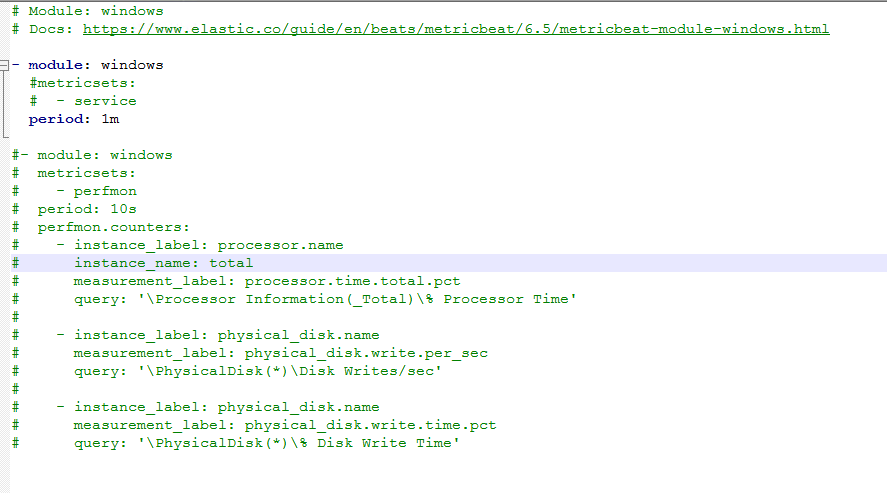 # Module: windows
# Docs: https://www.elastic.co/guide/en/beats/metricbeat/6.5/metricbeat-module-windows.html

- module: windows
  #metricsets:
  #  - service
  period: 1m

#- module: windows
#  metricsets:
#    - perfmon
#  period: 10s
#  perfmon.counters:
#    - instance_label: processor.name
#      instance_name: total
#      measurement_label: processor.time.total.pct
#      query: '\Processor Information(_Total)\% Processor Time'
#
#    - instance_label: physical_disk.name
#      measurement_label: physical_disk.write.per_sec
#      query: '\PhysicalDisk(*)\Disk Writes/sec'
#
#    - instance_label: physical_disk.name
#      measurement_label: physical_disk.write.time.pct
#      query: '\PhysicalDisk(*)\% Disk Write Time'